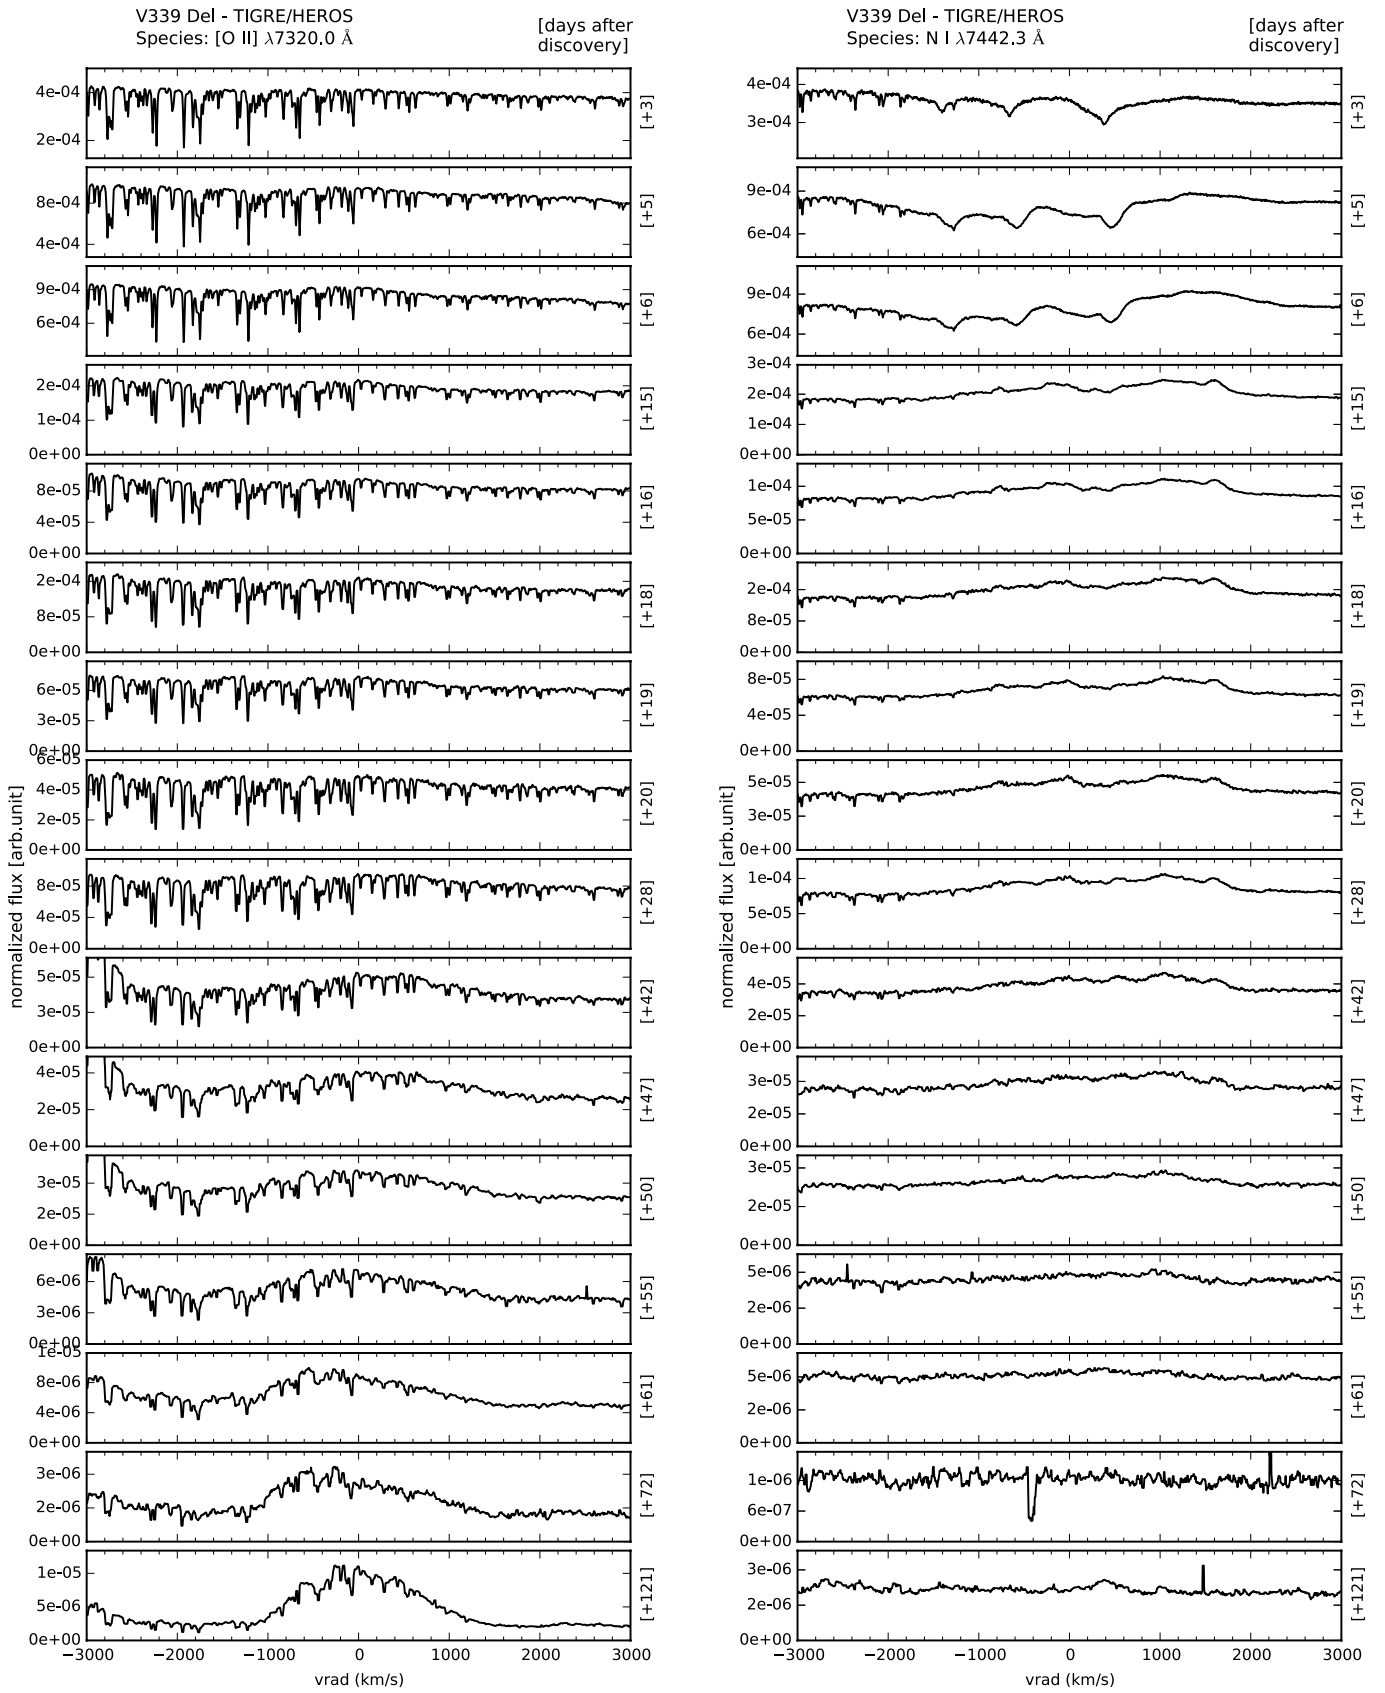 V339 Del - TIGRE/HEROS
Species: [O II] λ7320.0 Å
[days after
discovery]
4e-04
2e-04
[+3]
8e-04
4e-04
[+5]
9e-04
6e-04
[+6]
2e-04
1e-04
0e+00
[+15]
8e-05
4e-05
0e+00
[+16]
2e-04
8e-05
0e+00
[+18]
6e-05
3e-05
0e+00
[+19]
6e-05
4e-05
2e-05
0e+00
[+20]
8e-05
4e-05
0e+00
[+28]
5e-05
3e-05
0e+00
[+42]
4e-05
2e-05
0e+00
[+47]
3e-05
2e-05
0e+00
[+50]
6e-06
3e-06
0e+00
[+55]
1e-05
8e-06
4e-06
0e+00
[+61]
3e-06
2e-06
0e+00
[+72]
1e-05
5e-06
0e+00
[+121]
−3000 −2000 −1000 0 1000 2000 3000
vrad (km/s)
normalized flux [arb.unit]
V339 Del - TIGRE/HEROS
Species: N I λ7442.3 Å
[days after
discovery]
4e-04
3e-04
[+3]
9e-04
6e-04
[+5]
9e-04
6e-04
[+6]
3e-04
2e-04
1e-04
0e+00
[+15]
1e-04
5e-05
0e+00
[+16]
2e-04
8e-05
0e+00
[+18]
8e-05
4e-05
0e+00
[+19]
5e-05
3e-05
0e+00
[+20]
1e-04
5e-05
0e+00
[+28]
4e-05
2e-05
0e+00
[+42]
3e-05
2e-05
0e+00
[+47]
3e-05
2e-05
0e+00
[+50]
5e-06
2e-06
0e+00
[+55]
5e-06
2e-06
0e+00
[+61]
1e-06
6e-07
0e+00
[+72]
3e-06
2e-06
0e+00
[+121]
−3000 −2000 −1000 0 1000 2000 3000
vrad (km/s)
normalized flux [arb.unit]